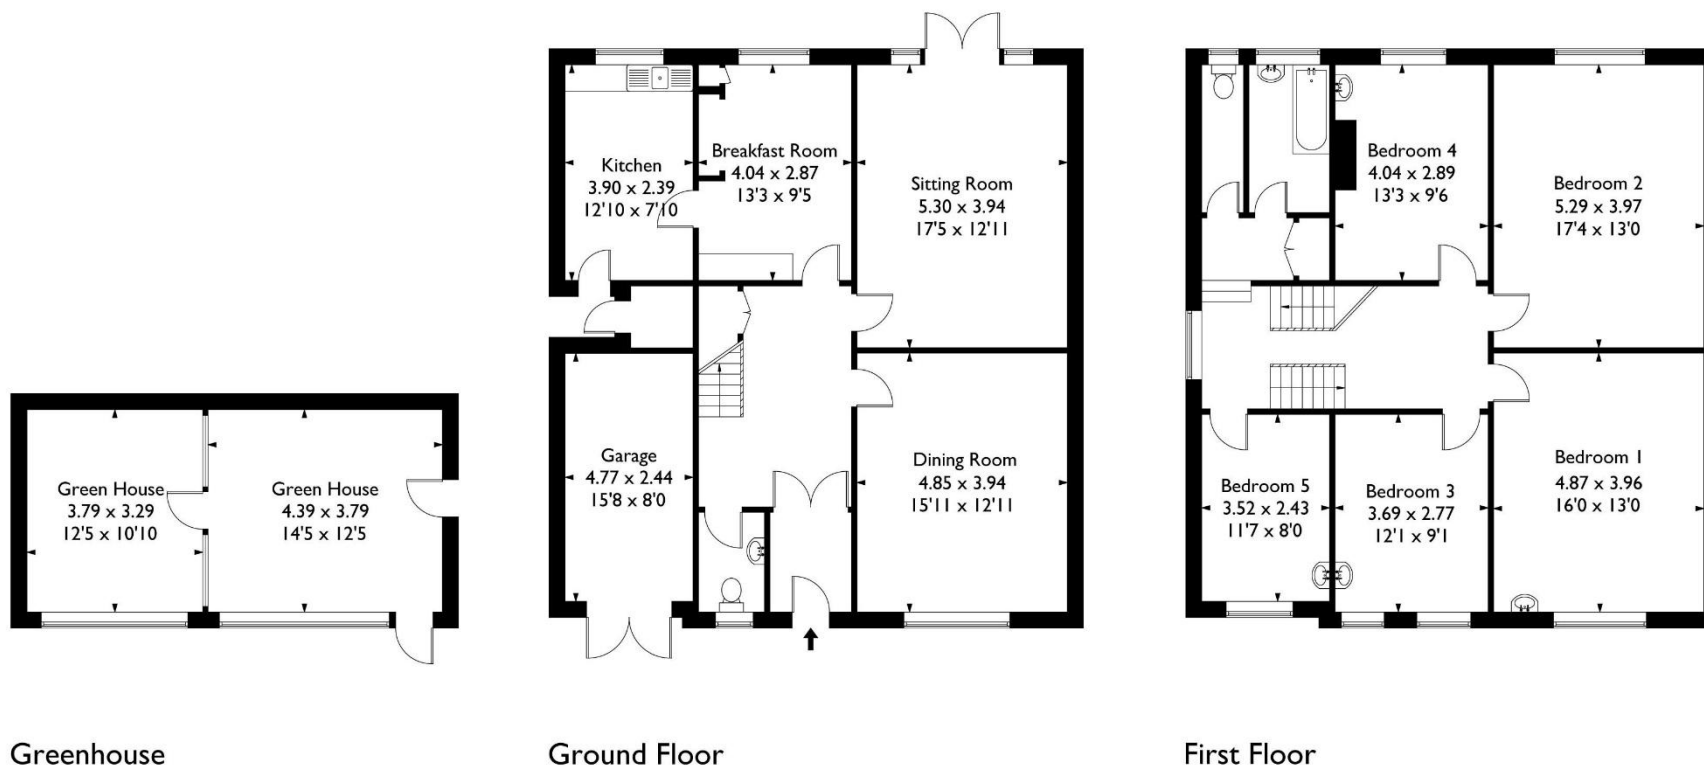 Green House
3.79 x 3.29
12'5 x 10'10
Green House
4.39 x 3.79
14'5 x 12'5
Kitchen
3.90 x 2.39
12'10 x 7'10
Breakfast Room
4.04 x 2.87
13'3 x 9'5
Sitting Room
5.30 x 3.94
17'5 x 12'11
Garage
4.77 x 2.44
15'8 x 8'0
Dining Room
4.85 x 3.94
15'11 x 12'11
Bedroom 4
4.04 x 2.89
13'3 x 9'6
Bedroom 2
5.29 x 3.97
17'4 x 13'0
Bedroom 5
3.52 x 2.43
11'7 x 8'0
Bedroom 3
3.69 x 2.77
12'1 x 9'1
Bedroom 1
4.87 x 3.96
16'0 x 13'0
Greenhouse
Ground Floor
First Floor